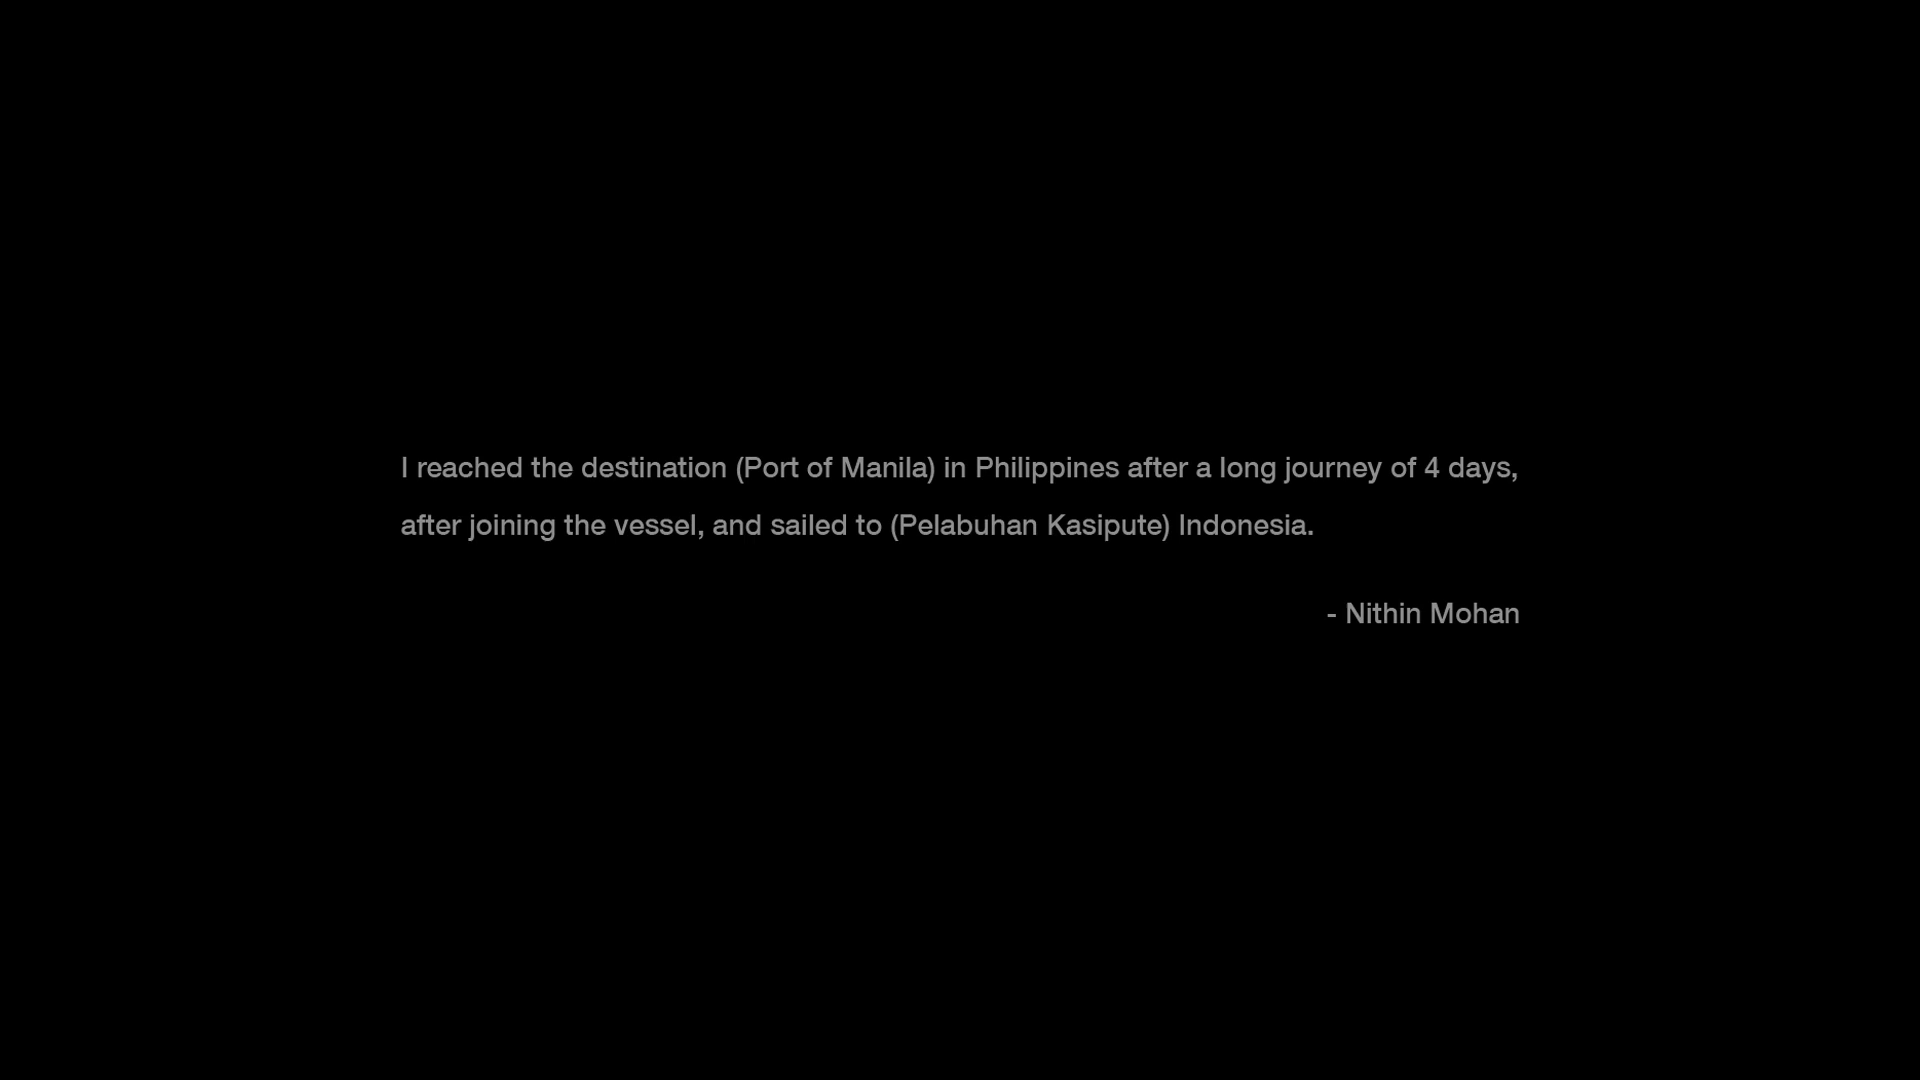 I reached the destination (Port of Manila) in Philippines after a long journey of 4 days,
after joining the vessel, and sailed to (Pelabuhan Kasipute) Indonesia.
- Nithin Mohan